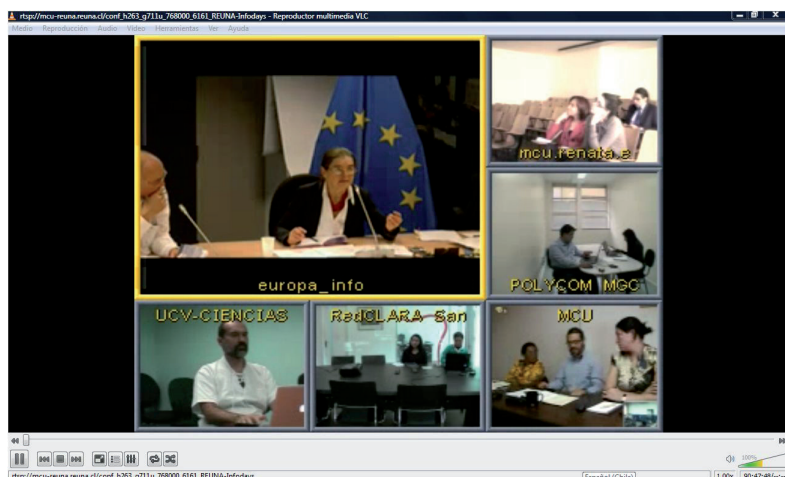 rtsp://mcu-reuna.reuna.cl/conf_h263_g711u_768000_6161_REUNA-Infodays - Reproductor multimedia VLC
Medio Reproducción Audio Vídeo Herramientas Ver Ayuda
mcu.renata.e
europa_info
POLYCOM MGC
UCV-CIENCIAS
RedCLARA San
MCU
100%
rtsp://mcu-reuna.reuna.cl/conf_h263_g711u_768000_6161_REUNA-Infodays
Español (Chile)
1.00x